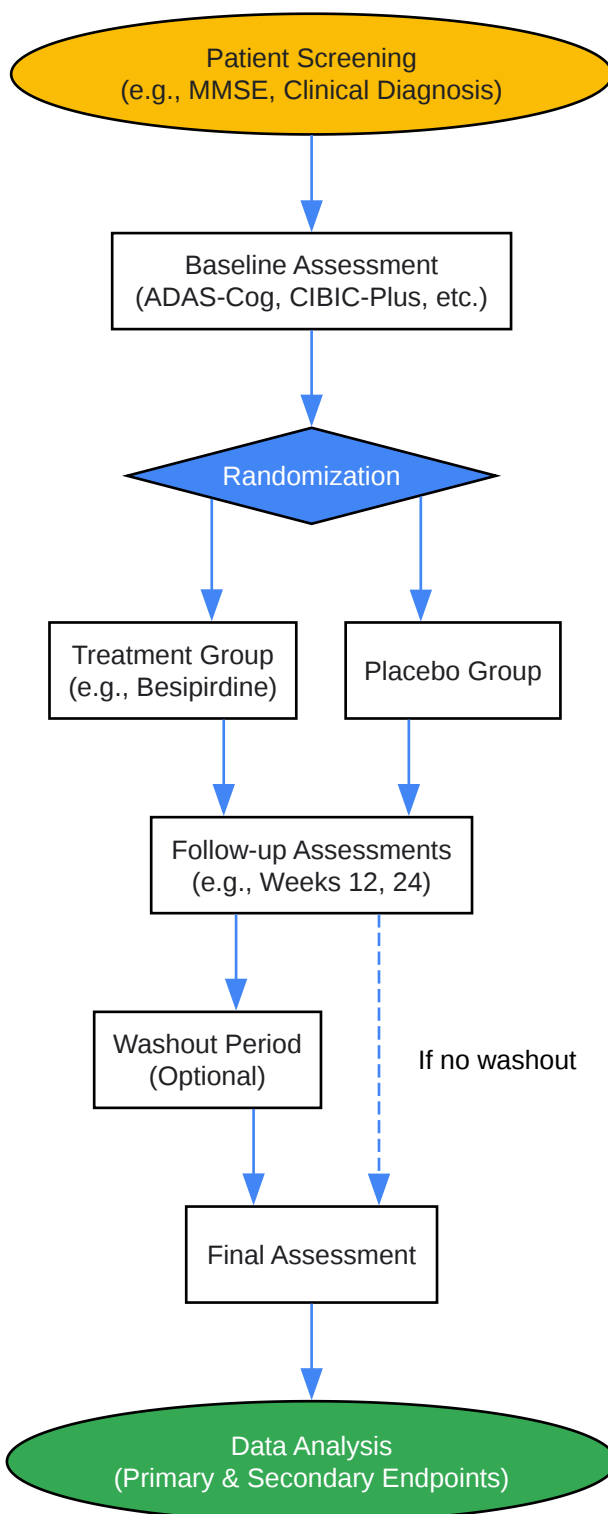 Patient Screening
(e.g., MMSE, Clinical Diagnosis)
Baseline Assessment
(ADAS-Cog, CIBIC-Plus, etc.)
Randomization
Treatment Group
(e.g., Besipirdine)
Placebo Group
Follow-up Assessments
(e.g., Weeks 12, 24)
Washout Period
(Optional)
If no washout
Final Assessment
Data Analysis
(Primary & Secondary Endpoints)